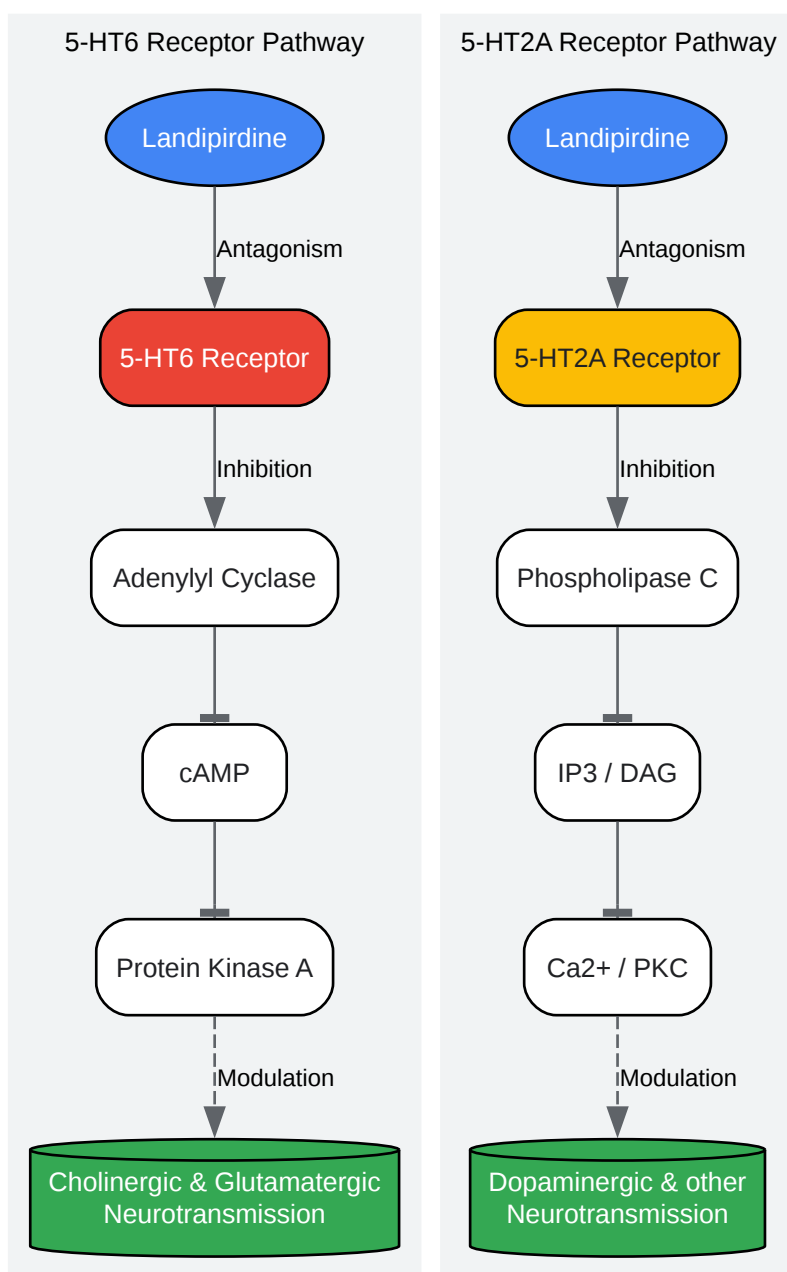 5-HT6 Receptor Pathway
Landipirdine
Antagonism
5-HT6 Receptor
Inhibition
Adenylyl Cyclase
cAMP
Protein Kinase A
Modulation
Cholinergic & Glutamatergic
Neurotransmission
5-HT2A Receptor Pathway
Landipirdine
Antagonism
5-HT2A Receptor
Inhibition
Phospholipase C
IP3 / DAG
Ca2+ / PKC
Modulation
Dopaminergic & other
Neurotransmission